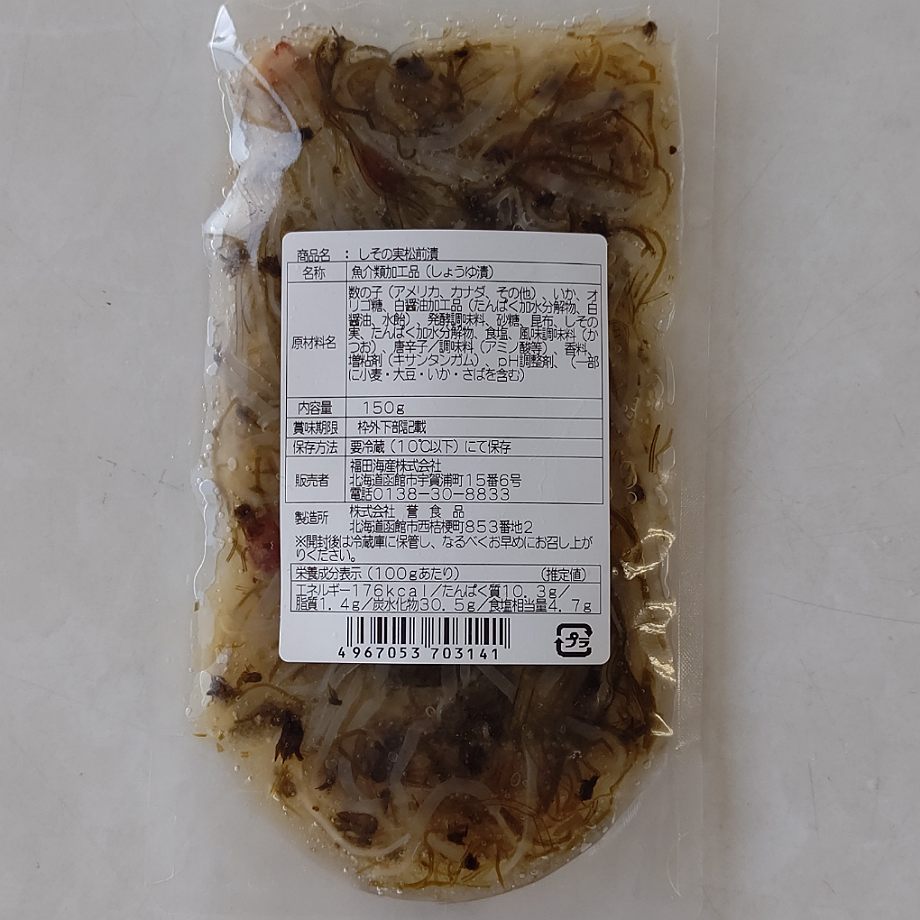 商品名 : しその実松前漬
名称 魚介類加工品(しょうゆ漬)
原材料名 数の子(アメリカ、カナダ、その他)、いか、オ
リゴ糖、白醤油加工品(たんぱく加水分解物、白
醤油、水飴)、発酵調味料、砂糖、昆布、しその
実、たんぱく加水分解物、食塩、風味調味料(か
つお)、唐辛子/調味料(アミノ酸等)、香料、
増粘剤(キサンタンガム)、pH調整剤、(一部
に小麦・大豆・いか・さばを含む)
内容量 150g
賞味期限 枠外下部記載
保存方法 要冷蔵(10℃以下)にて保存
販売者 福田海産株式会社
北海道函館市宇賀浦町15番6号
電話0138-30-8833
製造所 株式会社 誉食品
北海道函館市西桔梗町853番地2
※開封後は冷蔵庫に保管し、なるべくお早めにお召し上が
りください。
栄養成分表示(100gあたり) (推定値)
エネルギー176kcal/たんぱく質10.3g/
脂質1.4g/炭水化物30.5g/食塩相当量4.7g
4967053 703141
プラ